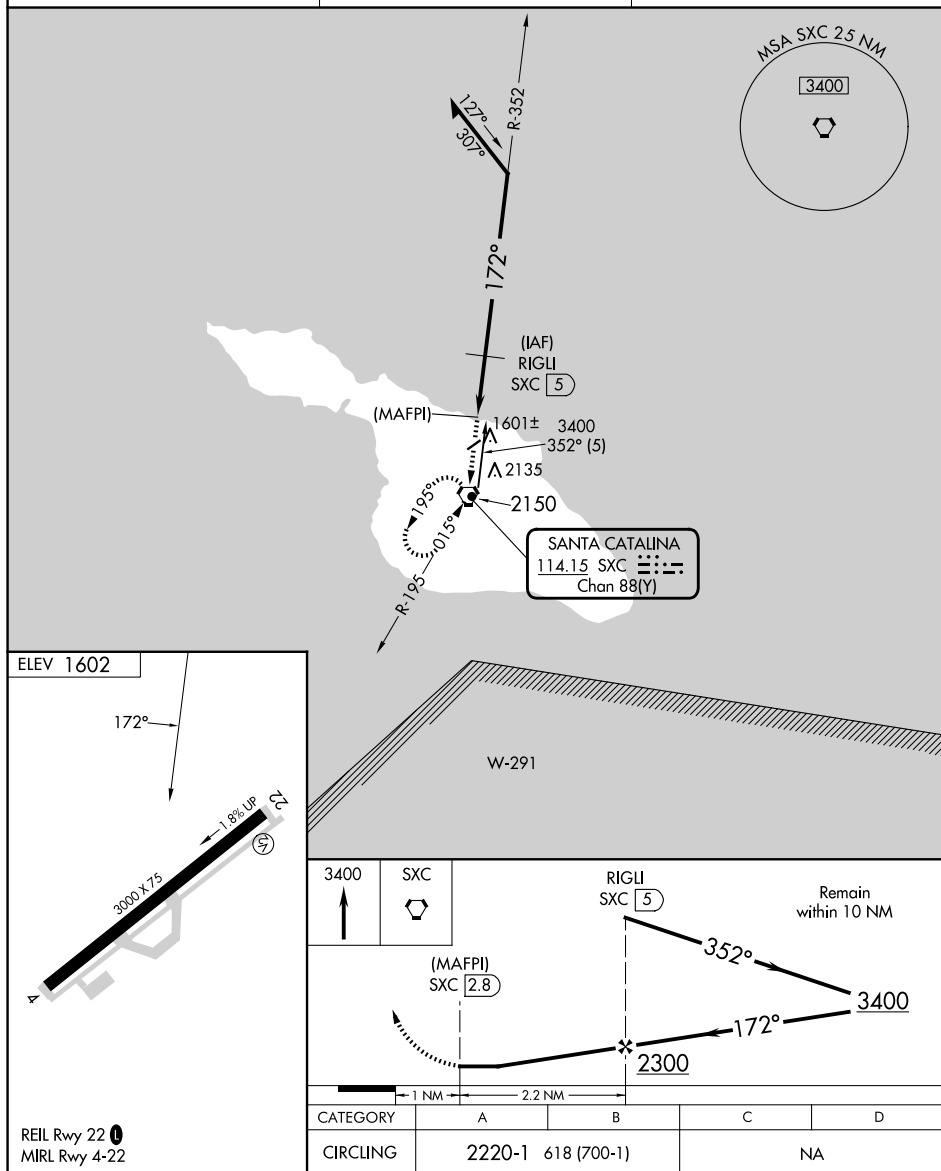 MSA SXC 25 NM
3400
R-352
127°
307°
172°
(IAF)
RIGLI
SXC 5
(MAFPI)
1601± 3400
352° (5)
2135
2150
195°
015°
R-195
SANTA CATALINA
114.15 SXC
Chan 88(Y)
W-291
ELEV 1602
172°
1.8% UP
22
V
3000 X 75
4
REIL Rwy 22 L
MIRL Rwy 4-22
3400 SXC
RIGLI
SXC 5
Remain
within 10 NM
352°
(MAFPI)
SXC 2.8
3400
172°
2300
1 NM 2.2 NM
CATEGORY A B C D
CIRCLING 2220-1 618 (700-1) NA